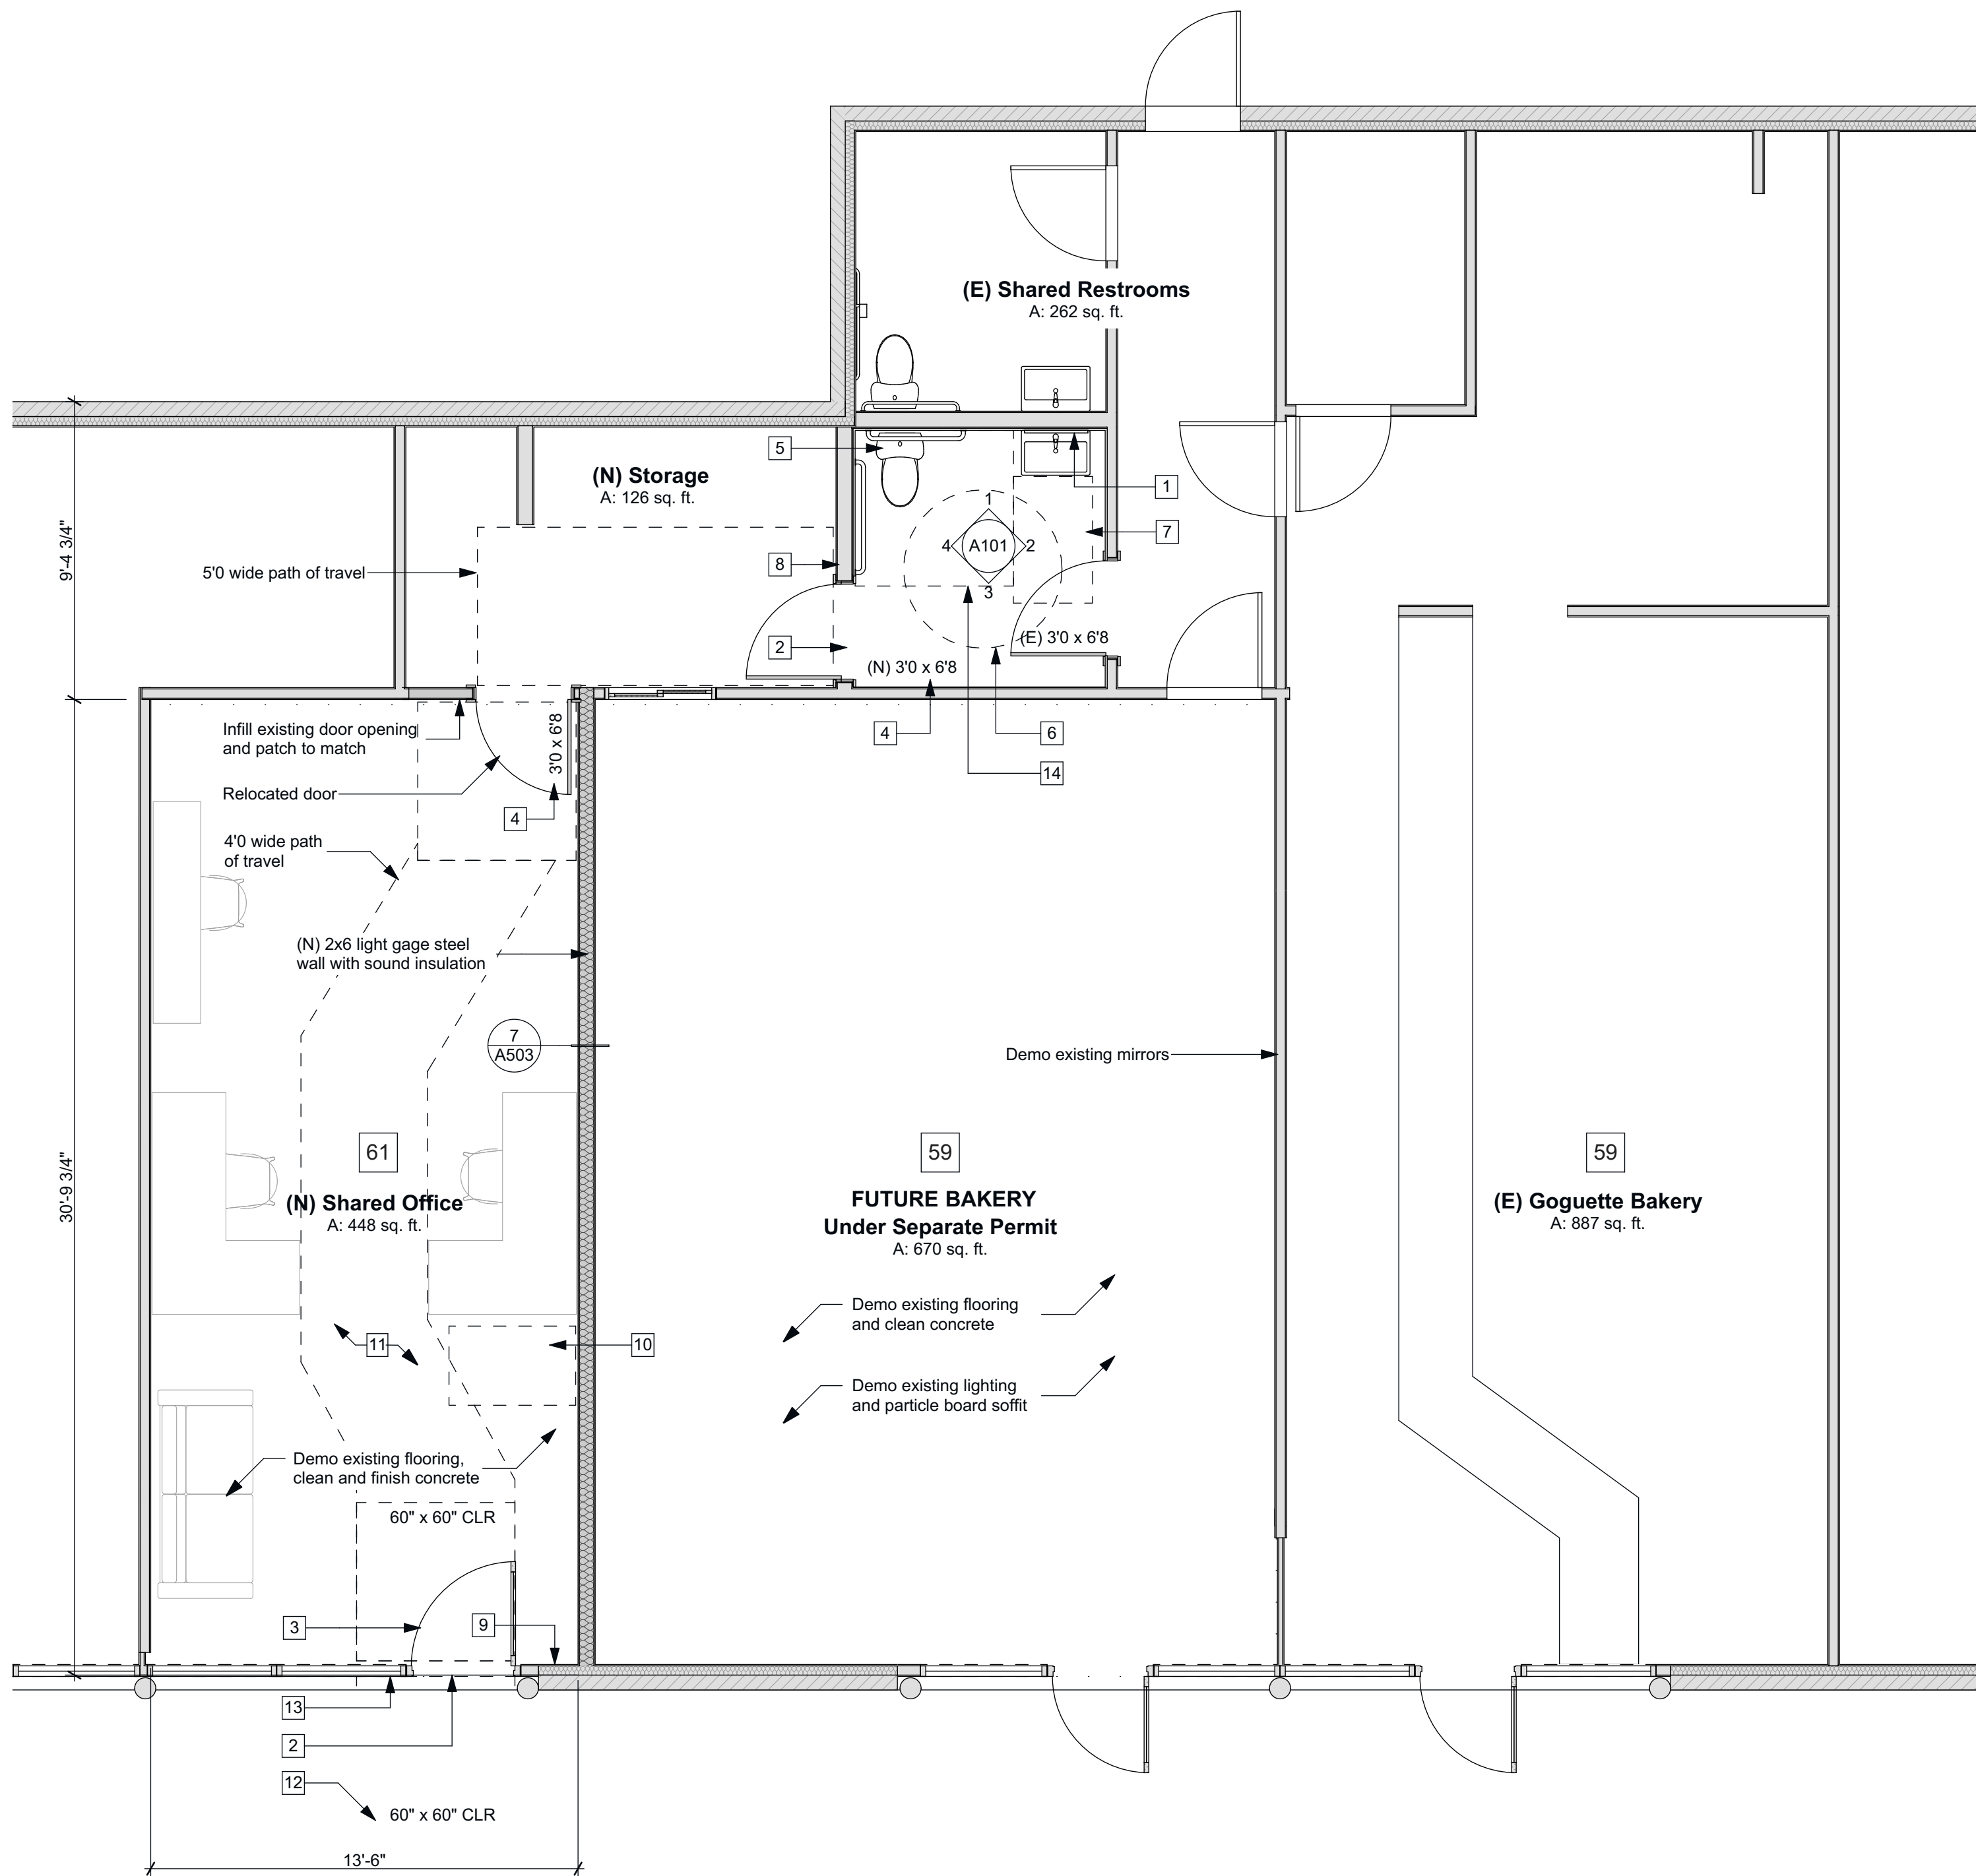 (E) Shared Restrooms
A: 262 sq. ft.
(N) Storage
A: 126 sq. ft.
5
1
1
4
A101
2
3
7
9'-4 3/4"
5'0 wide path of travel
8
2
(E) 3'0 x 6'8
(N) 3'0 x 6'8
Infill existing door opening
and patch to match
3'0 x 6'8
4
6
14
Relocated door
4
4'0 wide path
of travel
(N) 2x6 light gage steel
wall with sound insulation
7
A503
Demo existing mirrors
30'-9 3/4"
61
(N) Shared Office
A: 448 sq. ft.
59
FUTURE BAKERY
Under Separate Permit
A: 670 sq. ft.
59
(E) Goguette Bakery
A: 887 sq. ft.
Demo existing flooring
and clean concrete
11
10
Demo existing lighting
and particle board soffit
Demo existing flooring,
clean and finish concrete
60" x 60" CLR
3
9
13
2
12
60" x 60" CLR
13'-6"